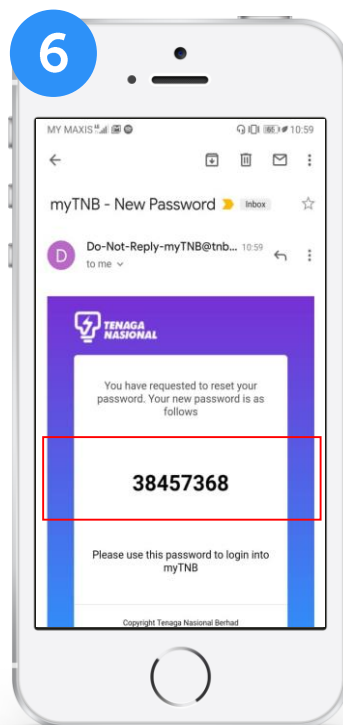 6
MY MAXIS 65 10:59
myTNB - New Password Inbox
D
Do-Not-Reply-myTNB@tnb... 10:59
to me
TENAGA
NASIONAL
You have requested to reset your
password. Your new password is as
follows
38457368
Please use this password to login into
myTNB
Copyright Tenaga Nasional Berhad